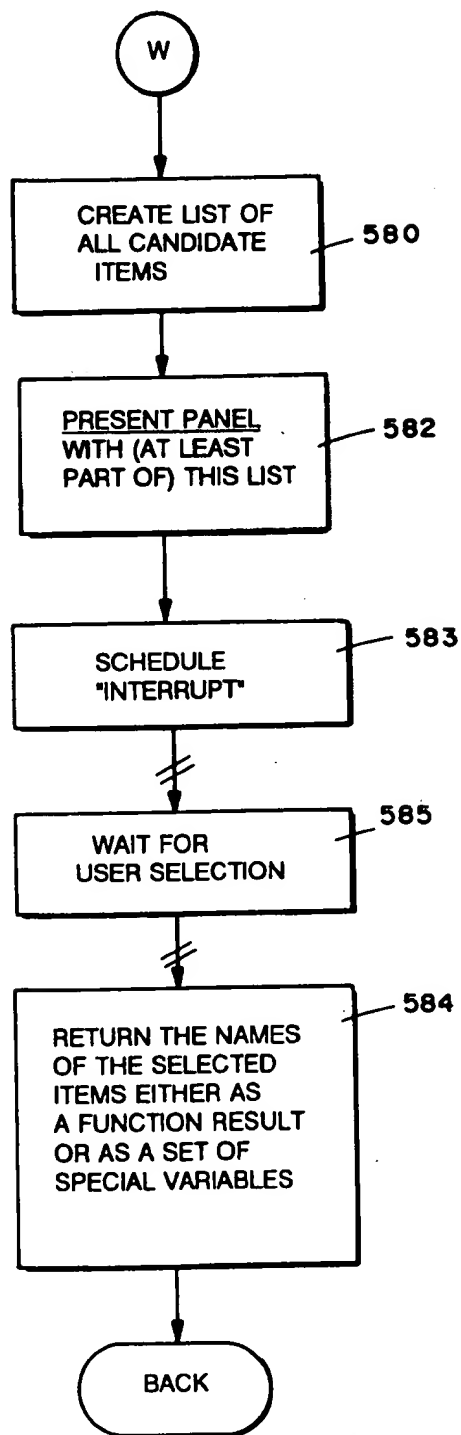 W
CREATE LIST OF
ALL CANDIDATE
ITEMS
580
PRESENT PANEL
WITH (AT LEAST
PART OF) THIS LIST
582
583
SCHEDULE
"INTERRUPT"
585
WAIT FOR
USER SELECTION
584
RETURN THE NAMES
OF THE SELECTED
ITEMS EITHER AS
A FUNCTION RESULT
OR AS A SET OF
SPECIAL VARIABLES
BACK